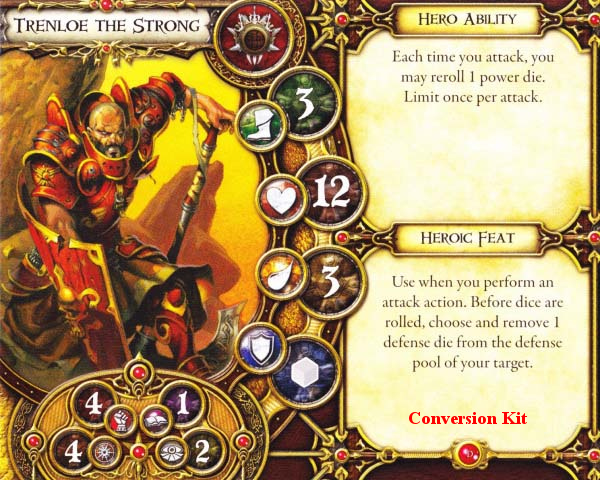 Trenloe the Strong
3
12
3
4
1
4
2
Hero Ability
Each time you attack, you
may reroll 1 power die.
Limit once per attack.
Heroic Feat
Use when you perform an
attack action. Before dice are
rolled, choose and remove 1
defense die from the defense
pool of your target.
Conversion Kit